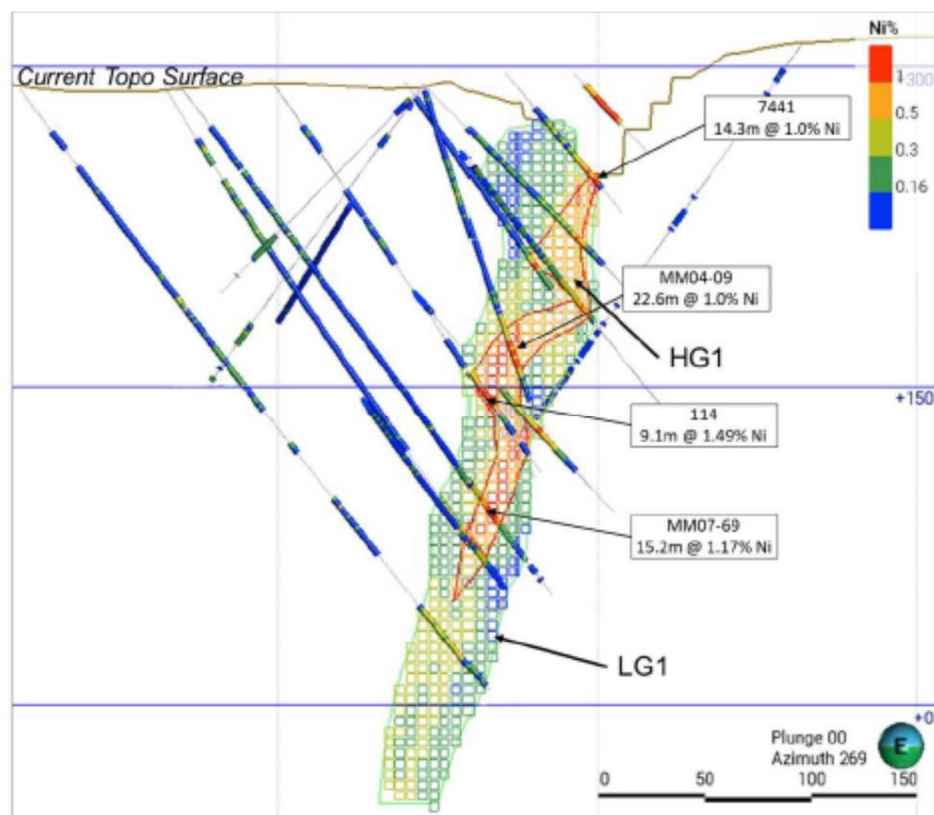 Ni%
Current Topo Surface
1
300
0.5
0.3
0.16
7441
14.3m @ 1.0% Ni
MM04-09
22.6m @ 1.0% Ni
HG1
+150
114
9.1m @ 1.49% Ni
MM07-69
15.2m @ 1.17% Ni
LG1
+0
Plunge 00
Azimuth 269
E
0 50 100 150